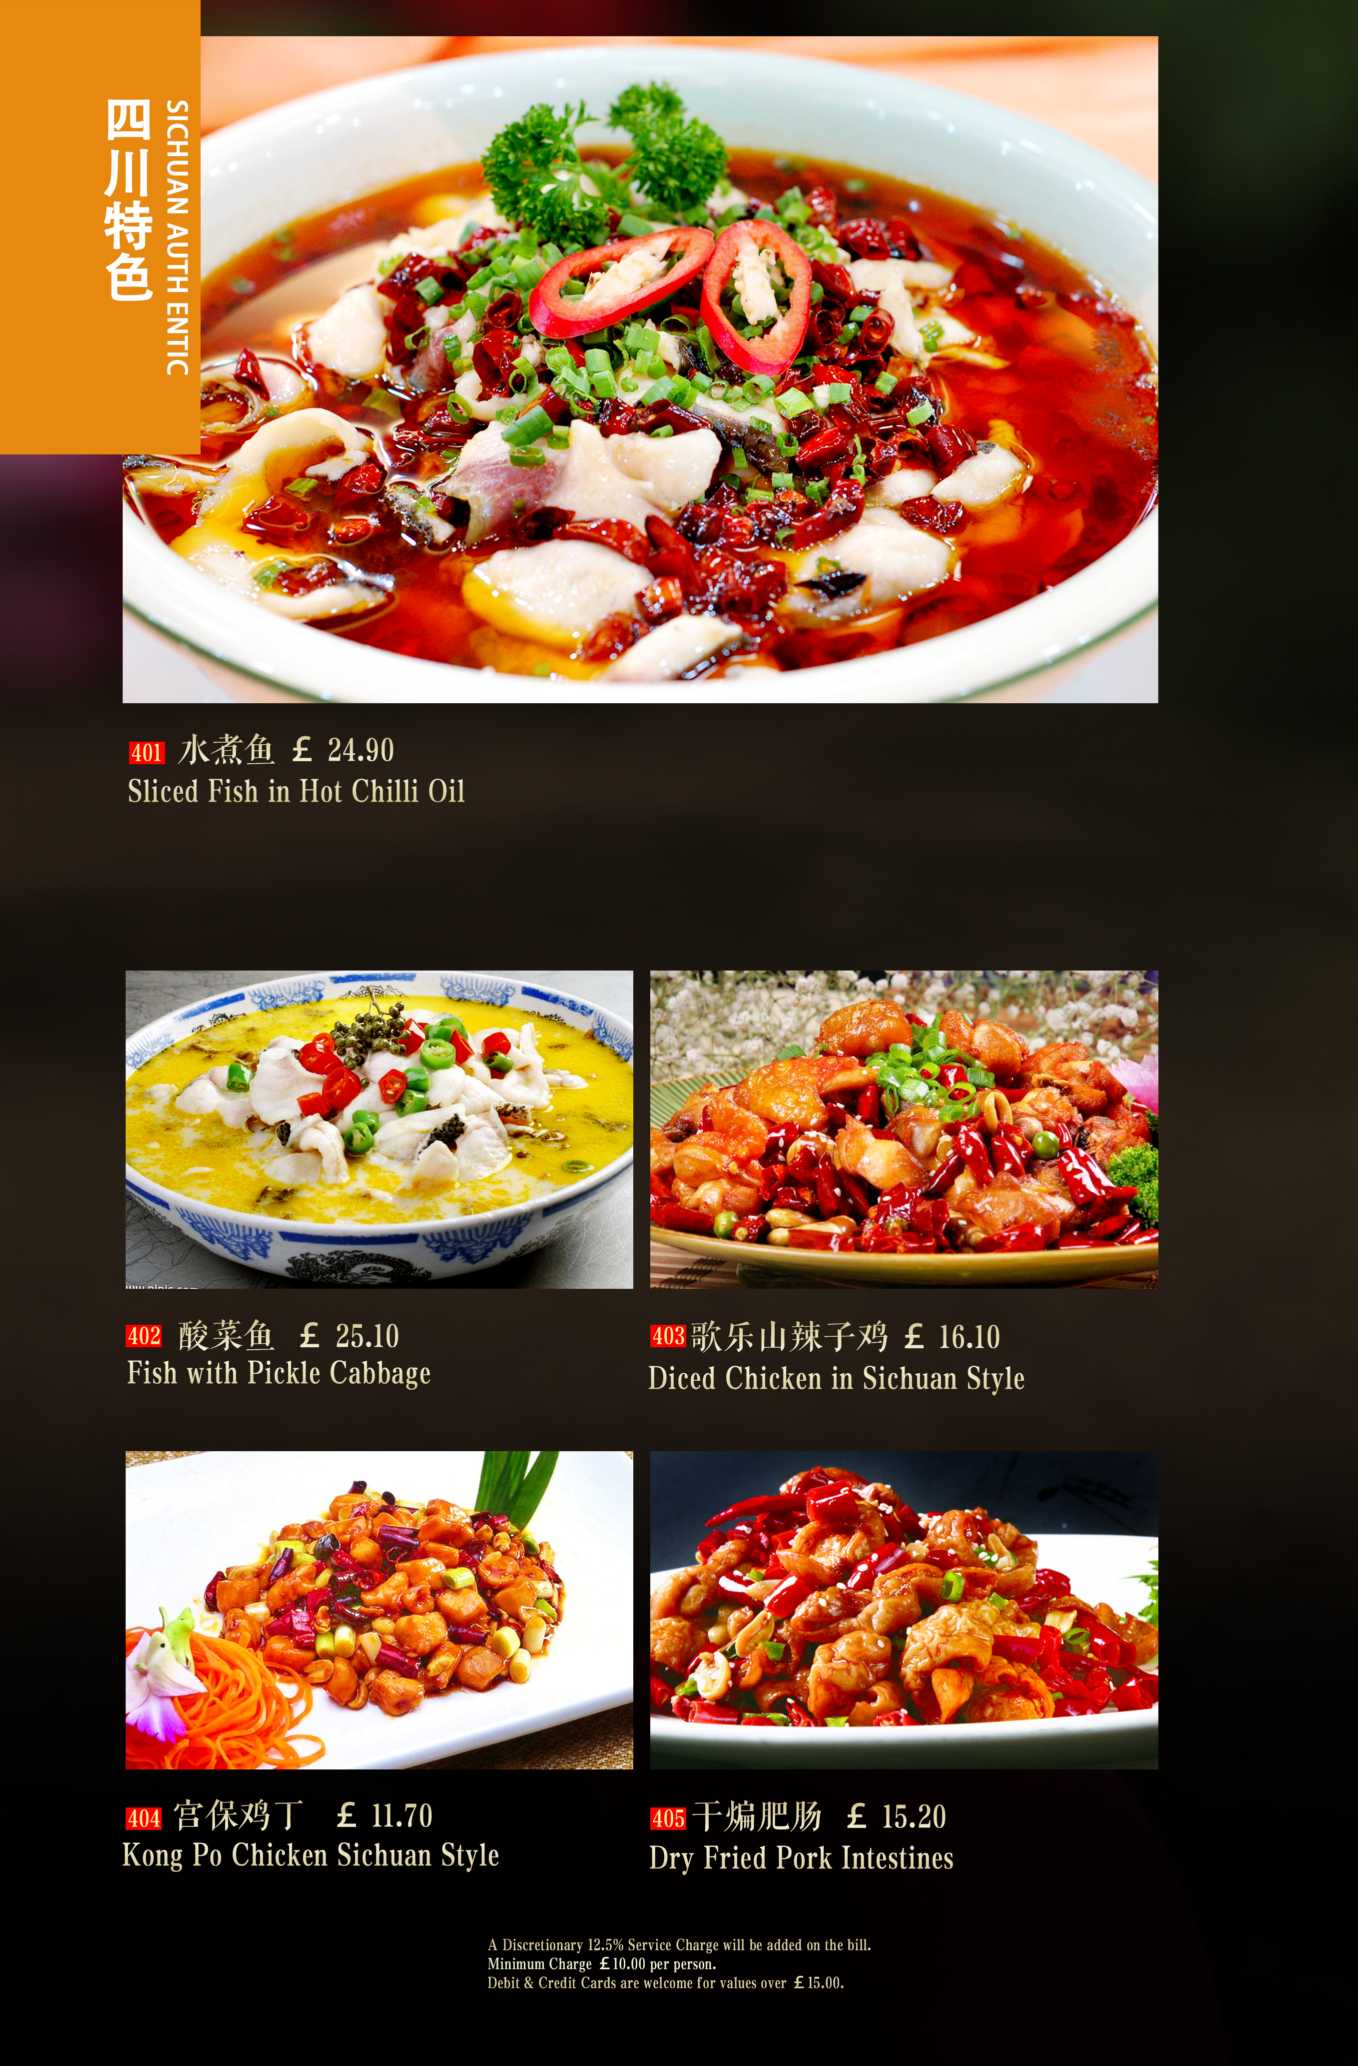 四川特色
SICHUAN AUTH ENTIC
401 水煮鱼 £ 24.90
Sliced Fish in Hot Chilli Oil
402 酸菜鱼 £ 25.10
Fish with Pickle Cabbage
403 歌乐山辣子鸡 £ 16.10
Diced Chicken in Sichuan Style
404 宫保鸡丁 £ 11.70
Kong Po Chicken Sichuan Style
405 干煸肥肠 £ 15.20
Dry Fried Pork Intestines
A Discretionary 12.5% Service Charge will be added on the bill.
Minimum Charge £10.00 per person.
Debit & Credit Cards are welcome for values over £15.00.